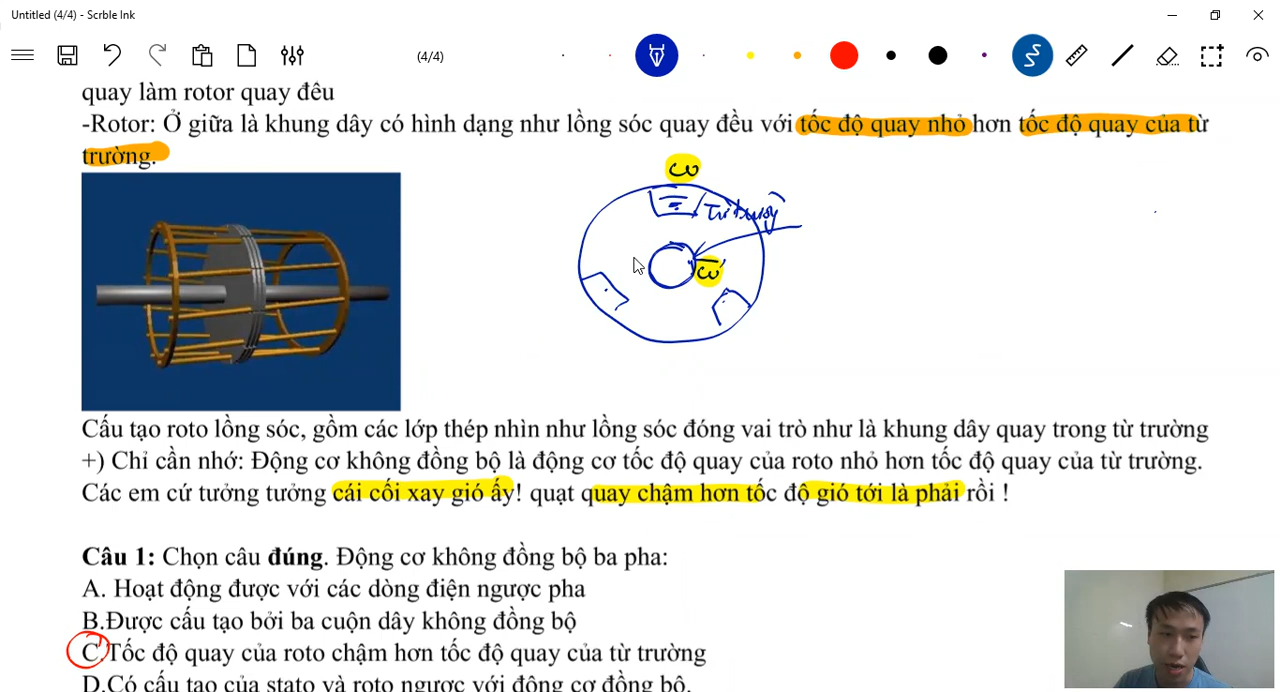 Untitled (4/4) - Scrble Ink
(4/4)
quay làm rotor quay đều
-Rotor: Ở giữa là khung dây có hình dạng như lồng sóc quay đều với tốc độ quay nhỏ hơn tốc độ quay của từ
trường.
ω
Từ trường
ω'
Cấu tạo roto lồng sóc, gồm các lớp thép nhìn như lồng sóc đóng vai trò như là khung dây quay trong từ trường
+) Chỉ cần nhớ: Động cơ không đồng bộ là động cơ tốc độ quay của roto nhỏ hơn tốc độ quay của từ trường.
Các em cứ tưởng tưởng cái cối xay gió ấy! quạt quay chậm hơn tốc độ gió tới là phải rồi !
Câu 1: Chọn câu đúng. Động cơ không đồng bộ ba pha:
A. Hoạt động được với các dòng điện ngược pha
B.Được cấu tạo bởi ba cuộn dây không đồng bộ
C.Tốc độ quay của roto chậm hơn tốc độ quay của từ trường
D.Có cấu tạo của stato và roto ngược với động cơ đồng bộ.